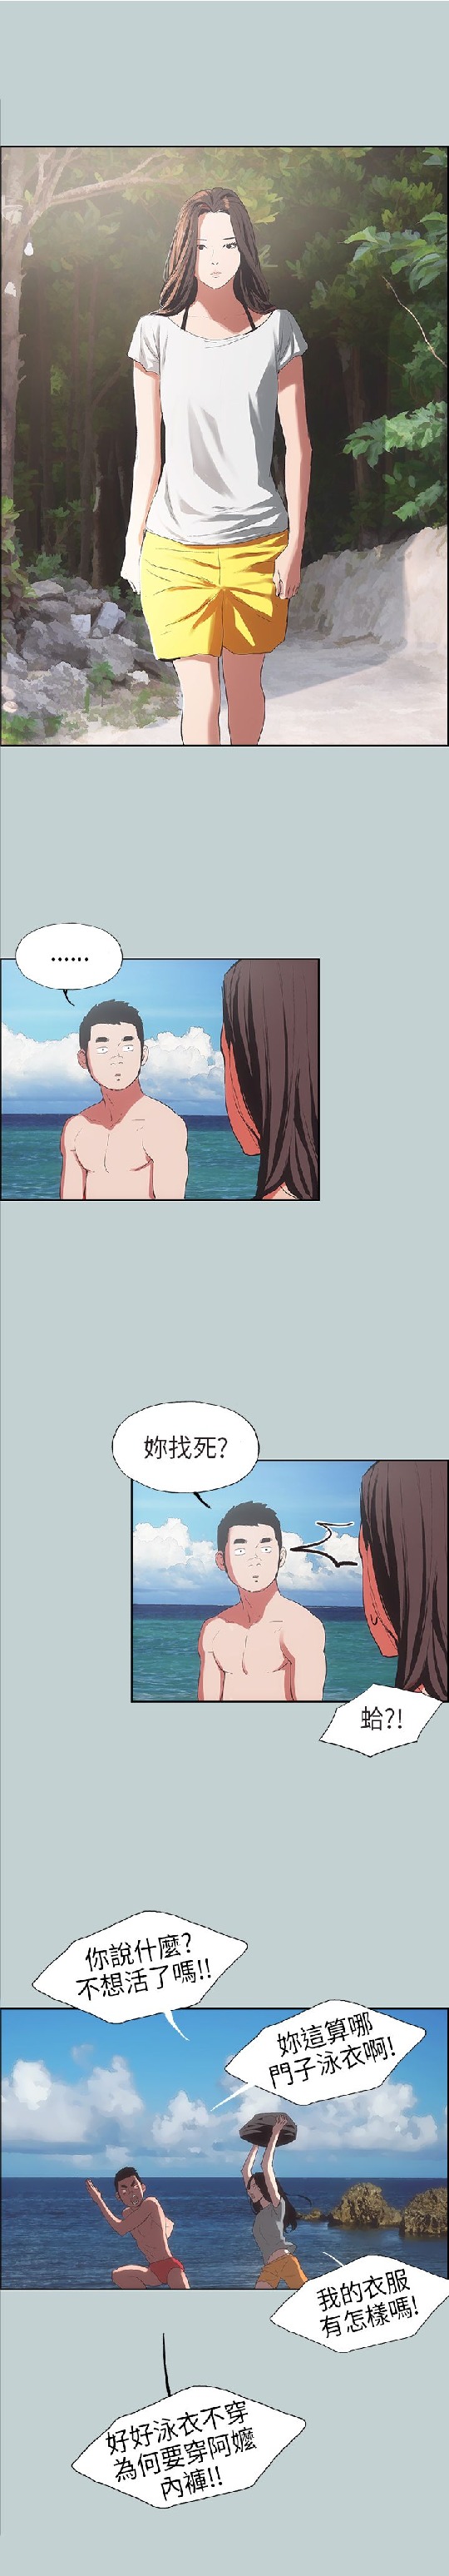 ......
妳找死?
蛤?!
你說什麼?
不想活了嗎!!
妳這算哪
門子泳衣啊!
我的衣服
有怎樣嗎!
好好泳衣不穿
為何要穿阿嬤
內褲!!